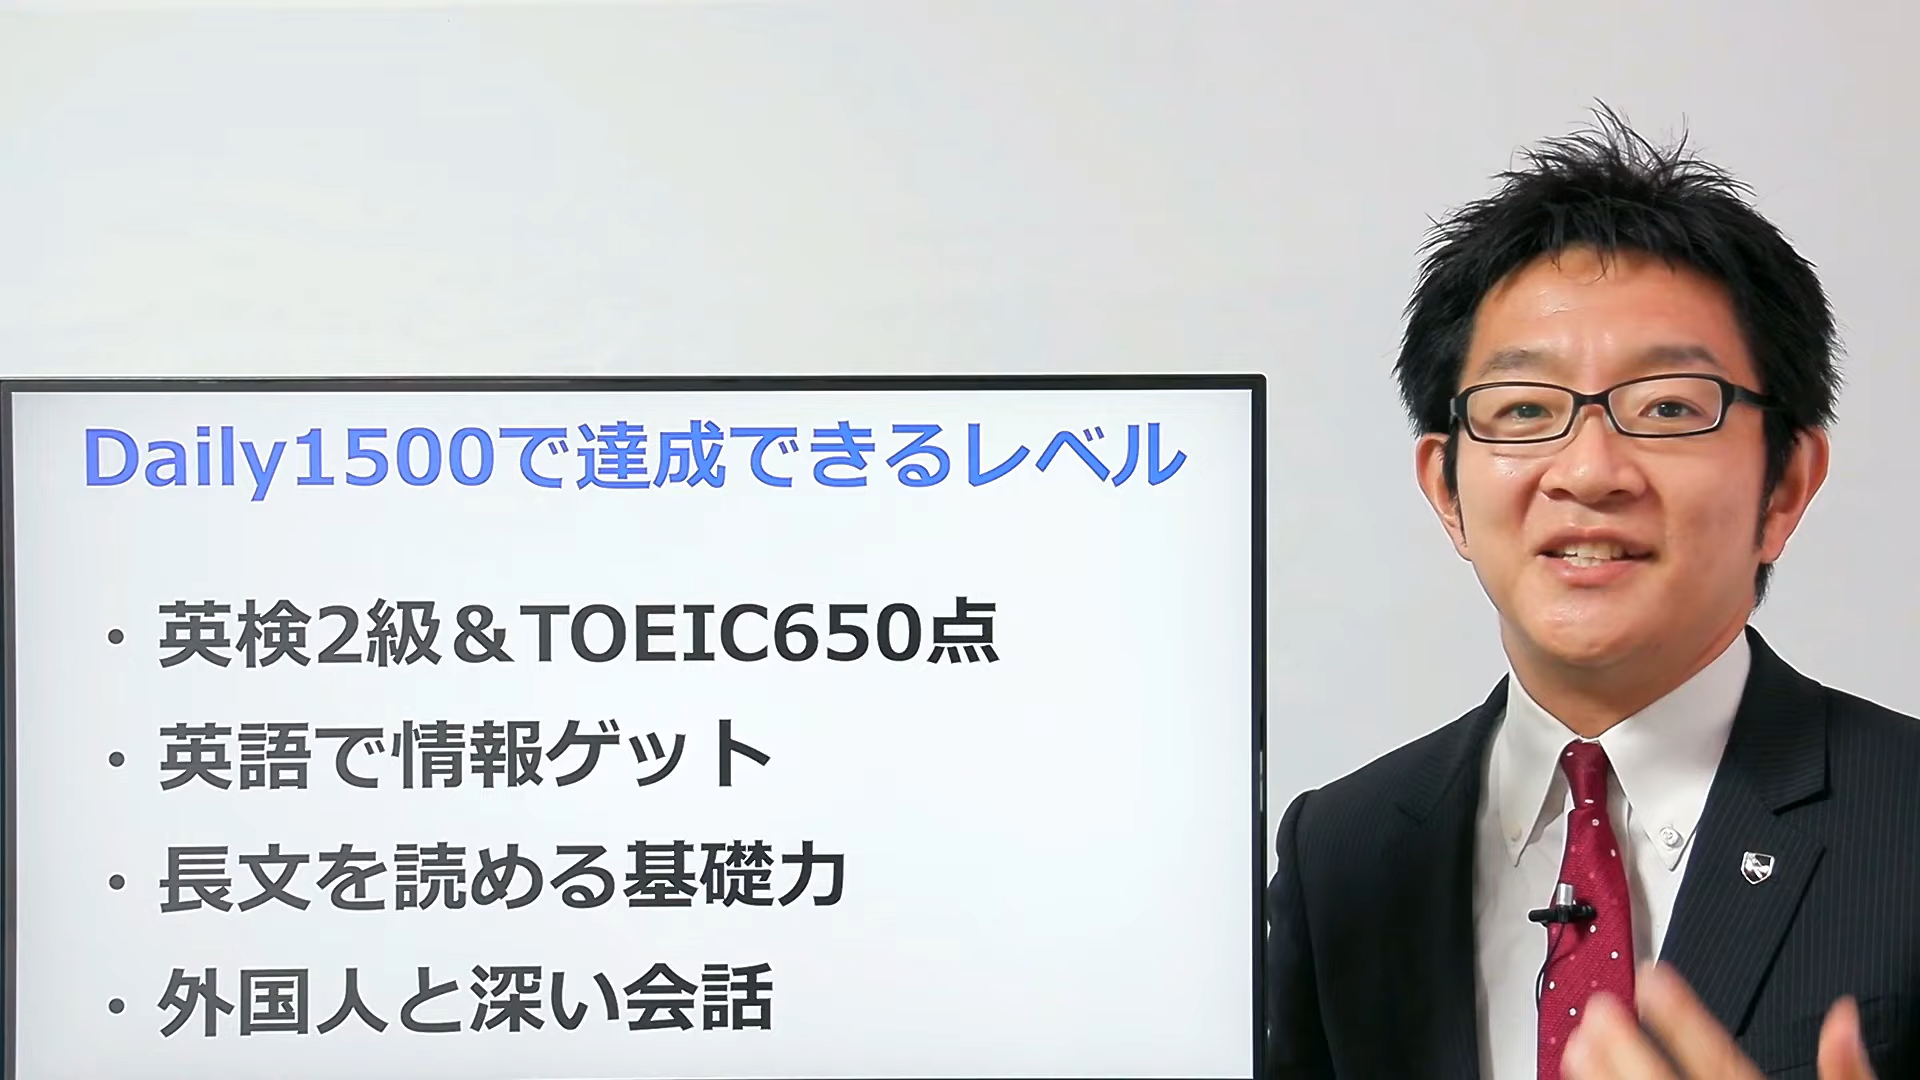 Daily1500で達成できるレベル
・英検2級＆TOEIC650点
・英語で情報ゲット
・長文を読める基礎力
・外国人と深い会話